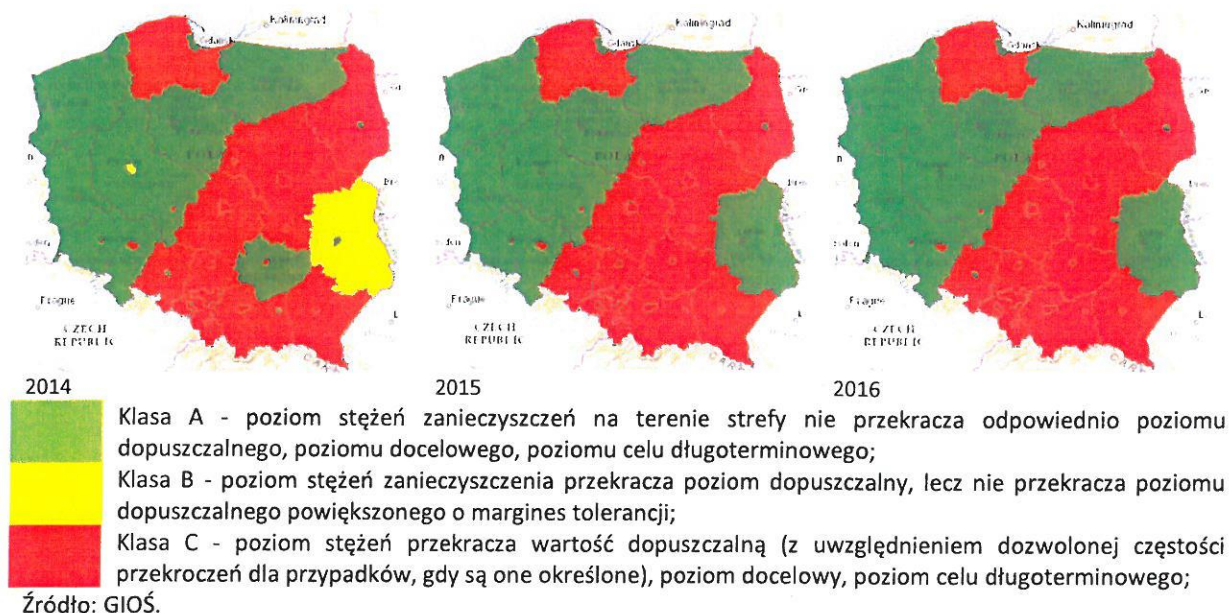 Kaliningrad
Gdańsk
Prague
CZECH
REPUBLIC
Kaliningrad
Gdańsk
Prague
CZECH
REPUBLIC
Kaliningrad
Gdańsk
Prague
CZECH
REPUBLIC
2014 2015 2016
Klasa A - poziom stężeń zanieczyszczeń na terenie strefy nie przekracza odpowiednio poziomu
dopuszczalnego, poziomu docelowego, poziomu celu długoterminowego;
Klasa B - poziom stężeń zanieczyszczenia przekracza poziom dopuszczalny, lecz nie przekracza poziomu
dopuszczalnego powiększonego o margines tolerancji;
Klasa C - poziom stężeń przekracza wartość dopuszczalną (z uwzględnieniem dozwolonej częstości
przekroczeń dla przypadków, gdy są one określone), poziom docelowy, poziom celu długoterminowego;
Źródło: GIOŚ.